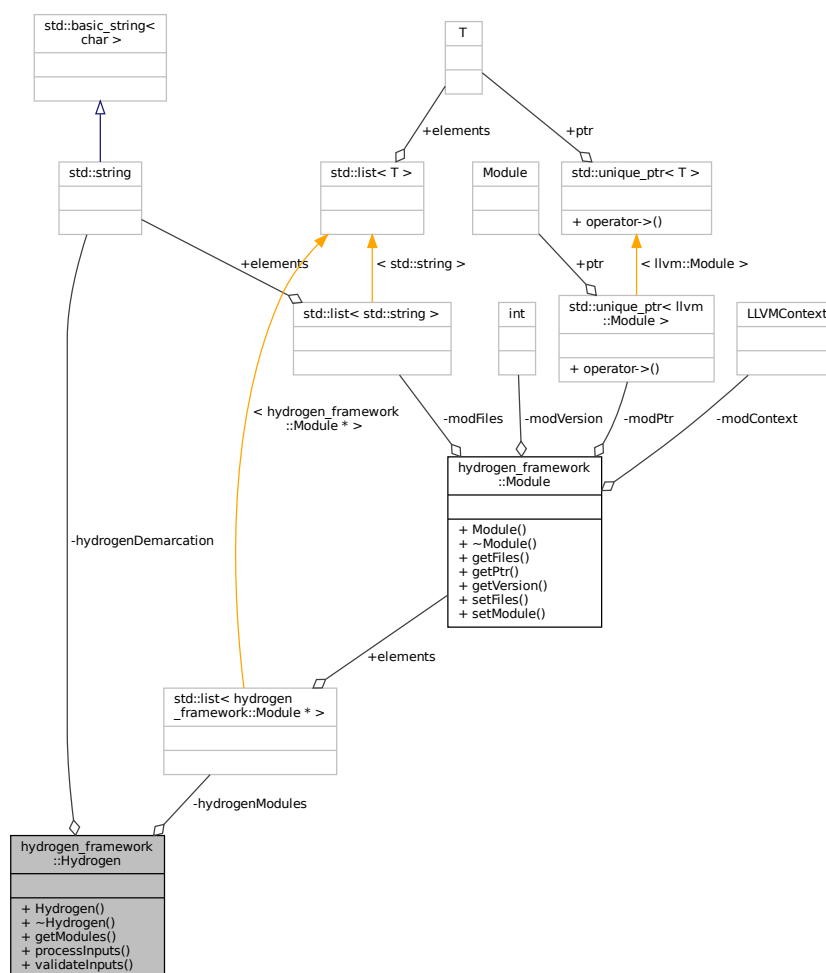 std::basic_string<
char >
T
+elements
+ptr
std::string
std::list< T >
Module
std::unique_ptr< T >
+ operator->()
+elements
< std::string >
+ptr
< llvm::Module >
std::list< std::string >
int
std::unique_ptr< llvm
::Module >
+ operator->()
LLVMContext
< hydrogen_framework
::Module * >
-modFiles
-modVersion
-modPtr
-modContext
hydrogen_framework
::Module
+ Module()
+ ~Module()
+ getFiles()
+ getPtr()
+ getVersion()
+ setFiles()
+ setModule()
-hydrogenDemarcation
+elements
std::list< hydrogen
_framework::Module * >
-hydrogenModules
hydrogen_framework
::Hydrogen
+ Hydrogen()
+ ~Hydrogen()
+ getModules()
+ processInputs()
+ validateInputs()